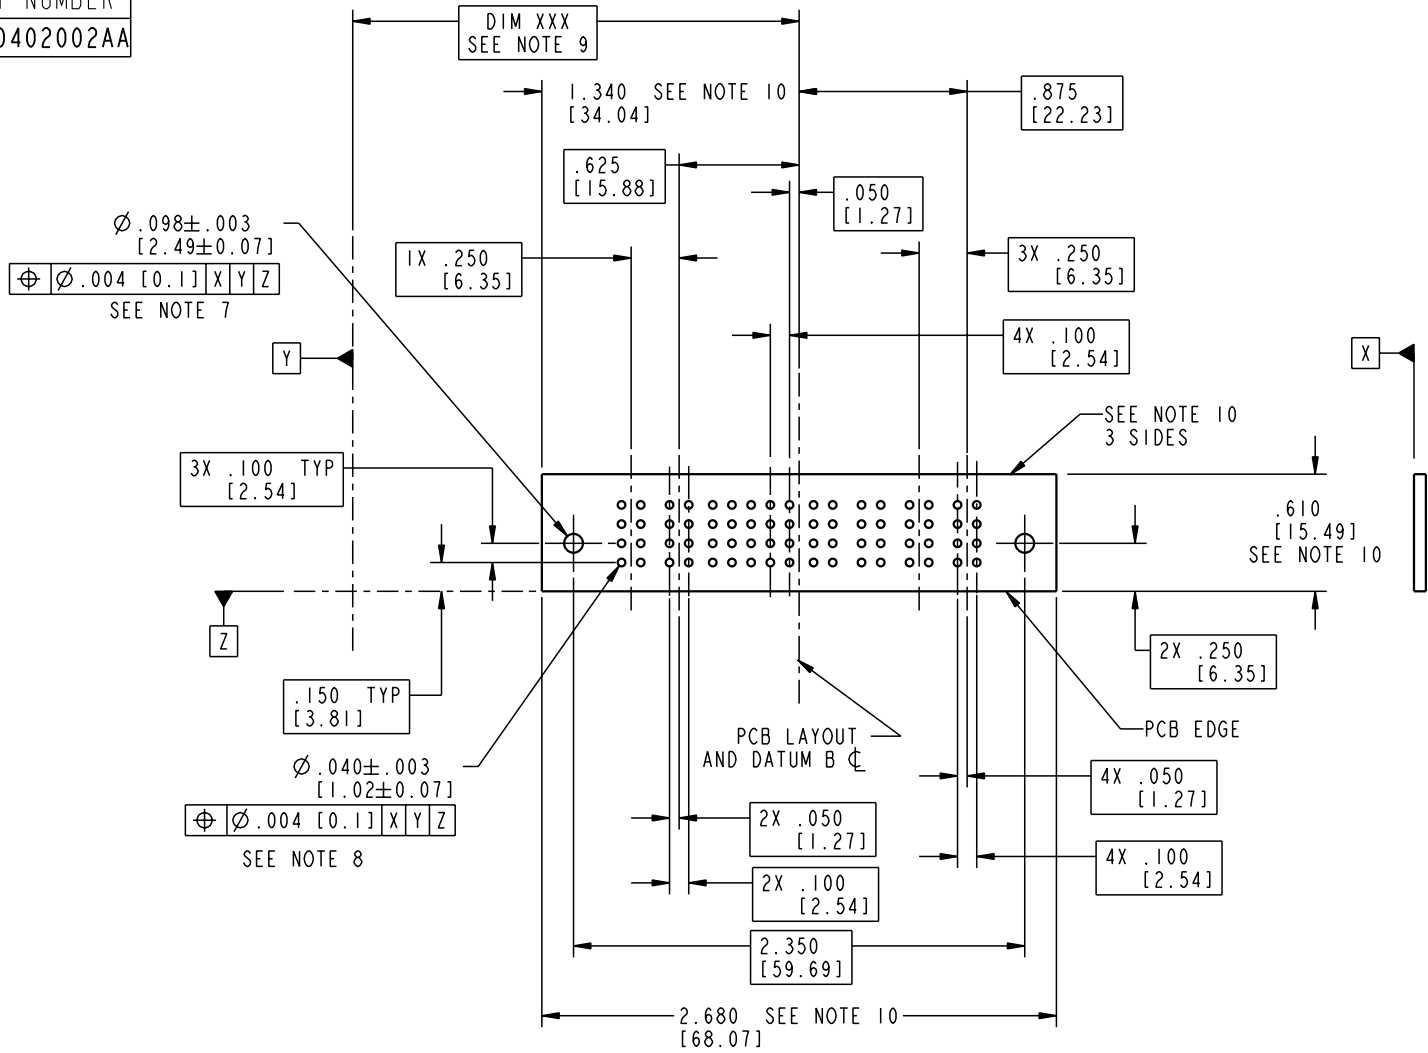 NUMBER
0402002AA
DIM XXX
SEE NOTE 9
1.340 SEE NOTE 10
[34.04]
.875
[22.23]
.625
[15.88]
.050
[1.27]
Ø.098±.003
[2.49±0.07]
⌖ Ø.004 [0.1] X Y Z
SEE NOTE 7
1X .250
[6.35]
3X .250
[6.35]
4X .100
[2.54]
Y
X
SEE NOTE 10
3 SIDES
3X .100 TYP
[2.54]
.610
[15.49]
SEE NOTE 10
Z
2X .250
[6.35]
.150 TYP
[3.81]
PCB LAYOUT
AND DATUM B ℄
PCB EDGE
Ø.040±.003
[1.02±0.07]
⌖ Ø.004 [0.1] X Y Z
SEE NOTE 8
4X .050
[1.27]
2X .050
[1.27]
4X .100
[2.54]
2X .100
[2.54]
2.350
[59.69]
2.680 SEE NOTE 10
[68.07]